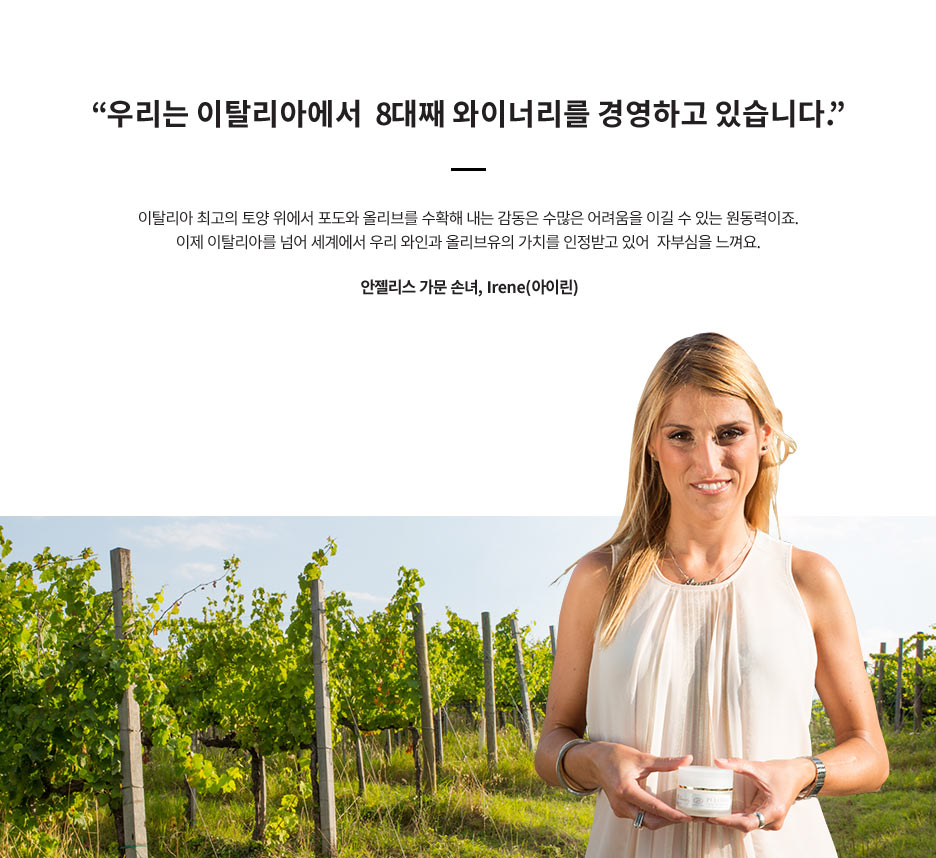 “우리는 이탈리아에서 8대째 와이너리를 경영하고 있습니다.”
이탈리아 최고의 토양 위에서 포도와 올리브를 수확해 내는 감동은 수많은 어려움을 이길 수 있는 원동력이죠.
이제 이탈리아를 넘어 세계에서 우리 와인과 올리브유의 가치를 인정받고 있어 자부심을 느껴요.
안젤리스 가문 손녀, Irene(아이린)